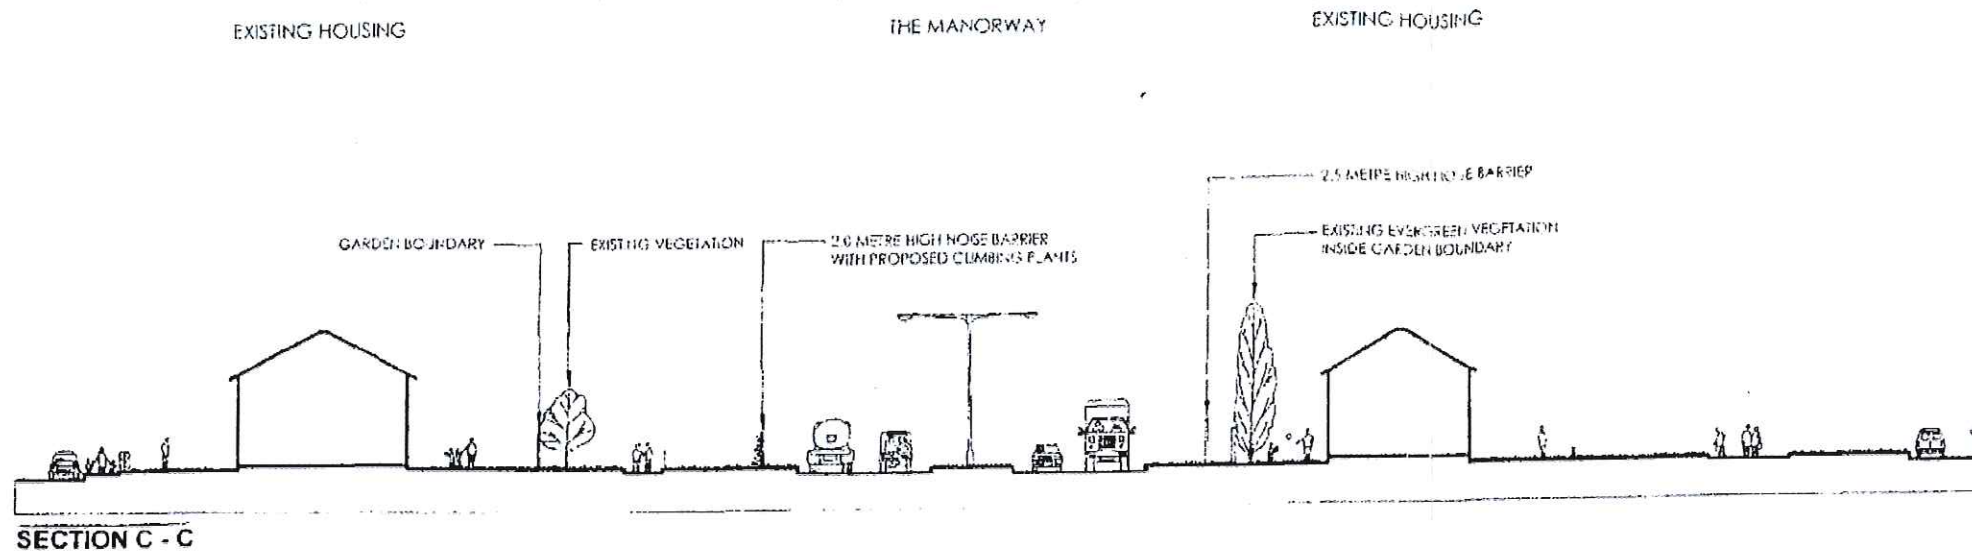 EXISTING HOUSING
THE MANORWAY
EXISTING HOUSING
2.5 METRE HIGH NOISE BARRIER
GARDEN BOUNDARY
EXISTING VEGETATION
2.0 METRE HIGH NOISE BARRIER
WITH PROPOSED CLIMBING PLANTS
EXISTING EVERGREEN VEGETATION
INSIDE GARDEN BOUNDARY
SECTION C - C